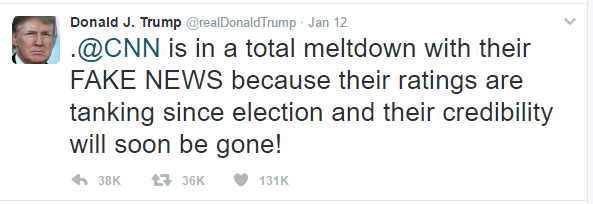 Donald J. Trump @realDonaldTrump · Jan 12
.@CNN is in a total meltdown with their
FAKE NEWS because their ratings are
tanking since election and their credibility
will soon be gone!
38K 36K 131K